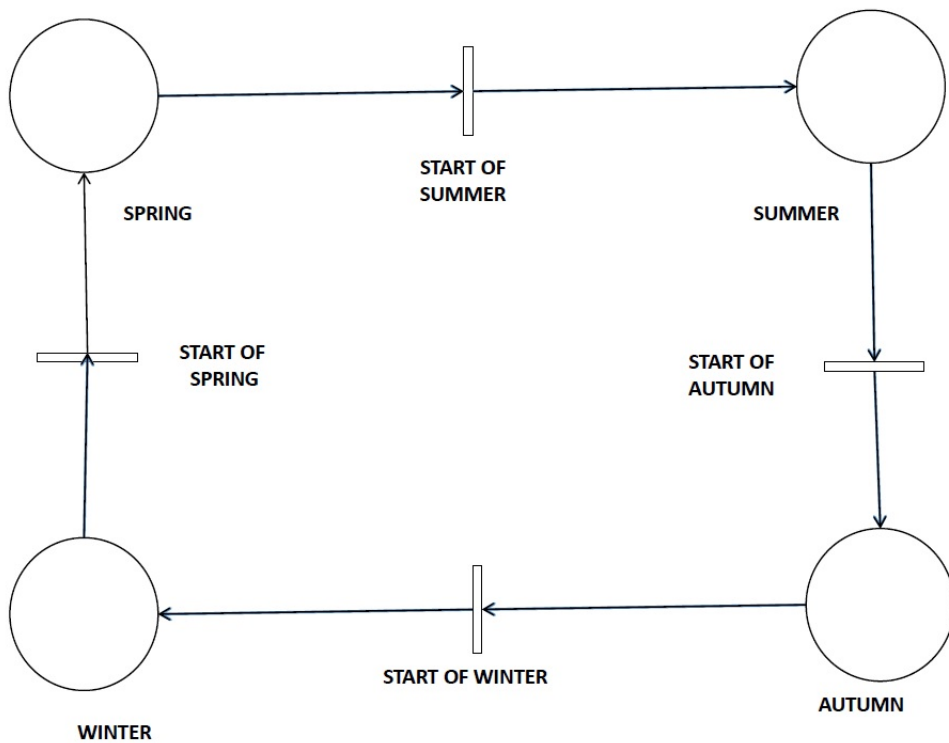 START OF
SUMMER
SPRING
SUMMER
START OF
SPRING
START OF
AUTUMN
START OF WINTER
AUTUMN
WINTER